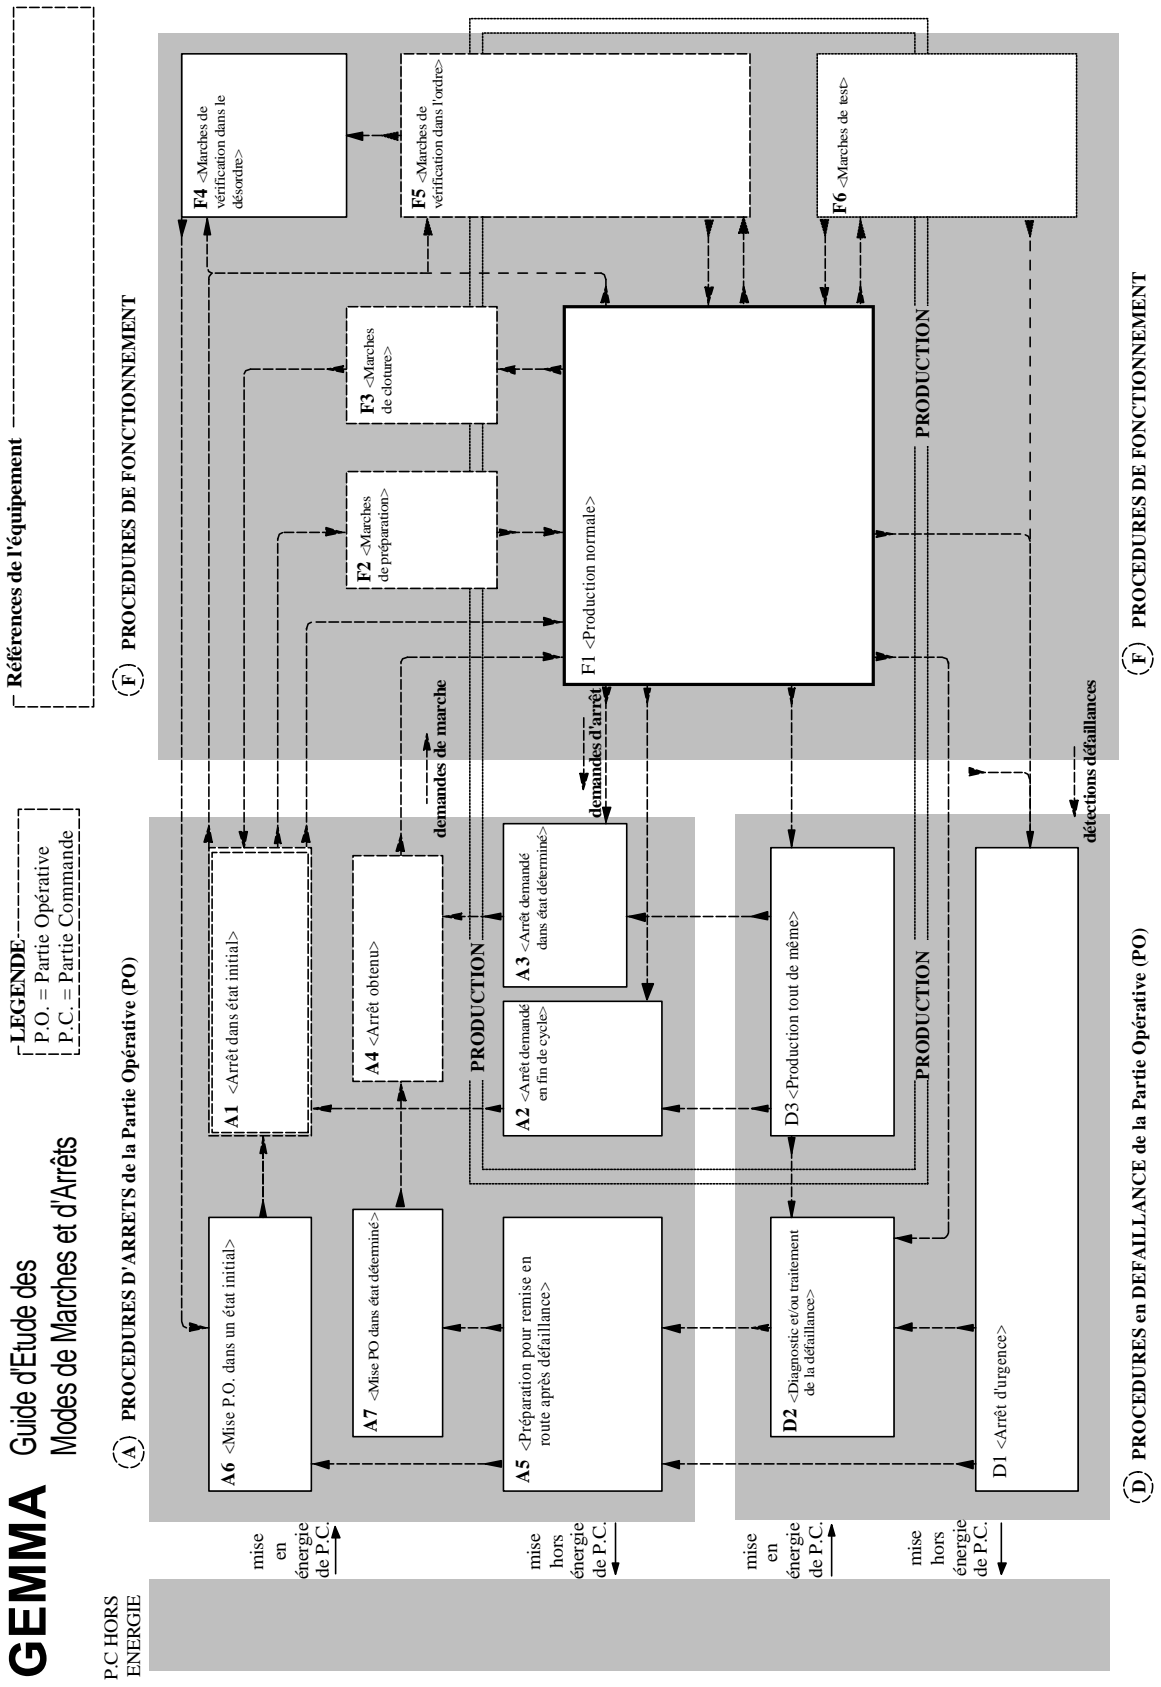 GEMMA
Guide d'Etude des
Modes de Marches et d'Arrêts
LEGENDE
P.O. = Partie Opérative
P.C. = Partie Commande
Références de l'équipement
P.C HORS
ENERGIE
A PROCEDURES D'ARRETS de la Partie Opérative (PO)
F PROCEDURES DE FONCTIONNEMENT
mise
en
énergie
de P.C.
A6 <Mise P.O. dans un état initial>
A1 <Arrêt dans état initial>
F4 <Marches de
vérification dans le
désordre>
A7 <Mise PO dans état déterminé>
A4 <Arrêt obtenu>
demandes de marche
F2 <Marches
de préparation>
F3 <Marches
de cloture>
F5 <Marches de
vérification dans l'ordre>
PRODUCTION
mise
hors
énergie
de P.C.
A5 <Préparation pour remise en
route après défaillance>
A2 <Arrêt demandé
en fin de cycle>
A3 <Arrêt demandé
dans état déterminé>
demandes d'arrêt
F1 <Production normale>
mise
en
énergie
de P.C.
D2 <Diagnostic et/ou traitement
de la défaillance>
D3 <Production tout de même>
F6 <Marches de test>
PRODUCTION
PRODUCTION
mise
hors
énergie
de P.C.
D1 <Arrêt d'urgence>
détections défaillances
D PROCEDURES en DEFAILLANCE de la Partie Opérative (PO)
F PROCEDURES DE FONCTIONNEMENT